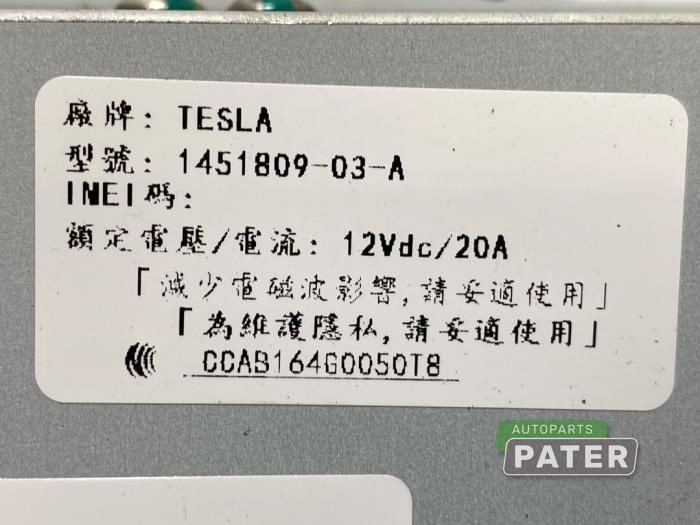 廠牌: TESLA
型號: 1451809-03-A
INEI碼:
額定電壓/電流: 12Vdc/20A
「減少電磁波影響,請妥適使用」
「為維護隱私,請妥適使用」
CCAB164G0050T8
AUTOPARTS
PATER